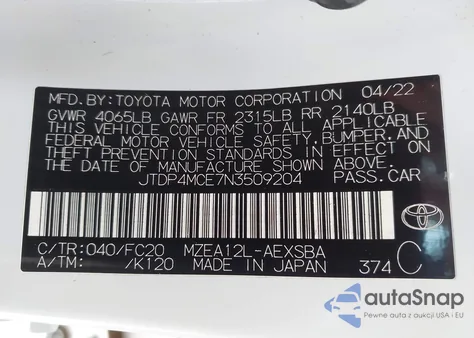 MFD. BY: TOYOTA MOTOR CORPORATION 04/22
GVWR 4065LB GAWR FR 2315LB RR 2140LB
THIS VEHICLE CONFORMS TO ALL APPLICABLE
FEDERAL MOTOR VEHICLE SAFETY, BUMPER, AND
THEFT PREVENTION STANDARDS IN EFFECT ON
THE DATE OF MANUFACTURE SHOWN ABOVE.
JTDP4MCE7N3509204 PASS.CAR
C/TR:040/FC20 MZEA12L-AEXSBA
A/TM: /K120 MADE IN JAPAN 374 C
autoSnap
Pewne auta z aukcji USA i EU